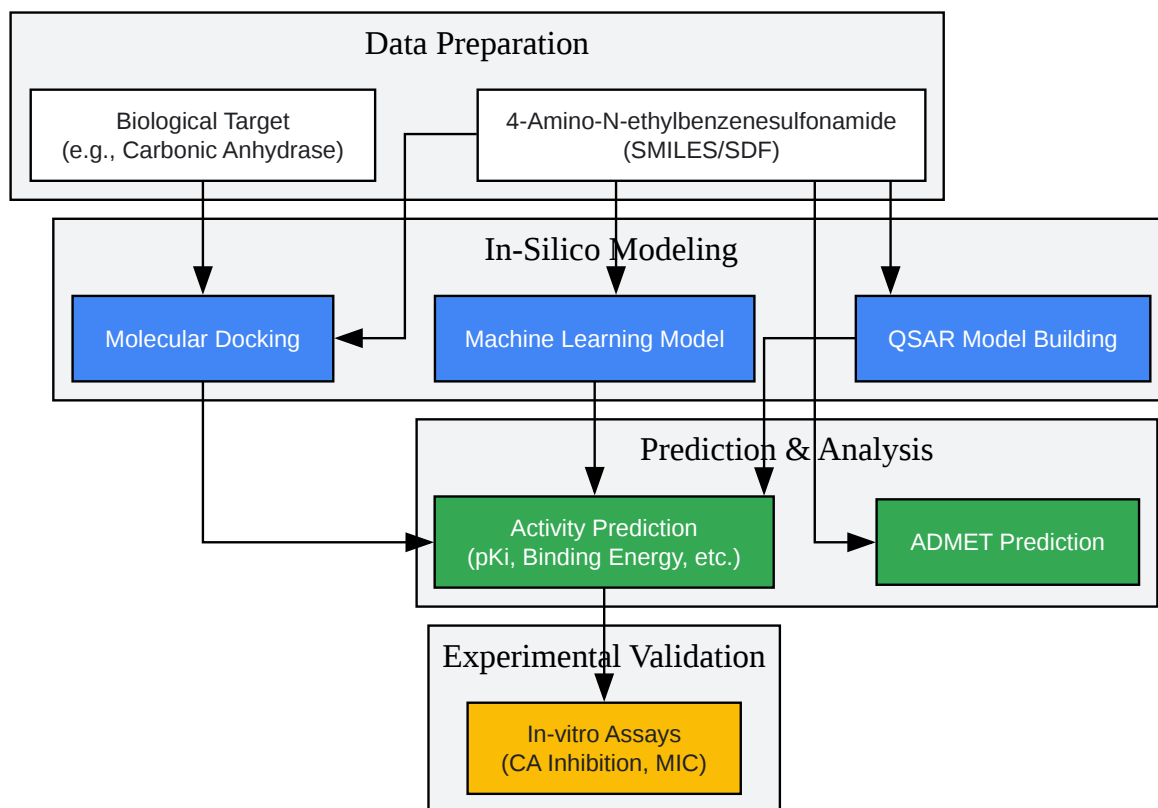 Data Preparation
Biological Target
(e.g., Carbonic Anhydrase)
4-Amino-N-ethylbenzenesulfonamide
(SMILES/SDF)
In-Silico Modeling
Molecular Docking
Machine Learning Model
QSAR Model Building
Prediction & Analysis
Activity Prediction
(pKi, Binding Energy, etc.)
ADMET Prediction
Experimental Validation
In-vitro Assays
(CA Inhibition, MIC)